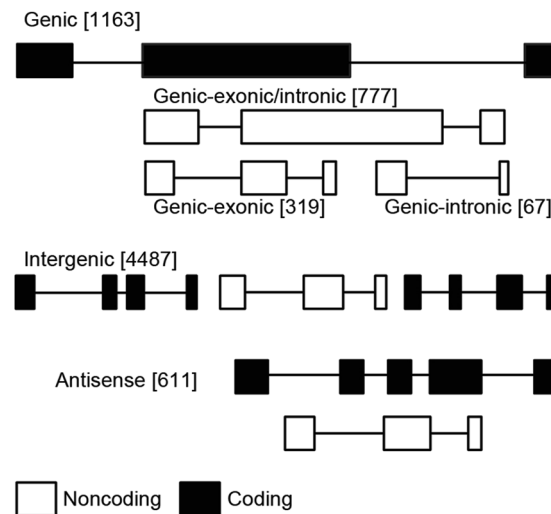 Genic [1163]
Genic-exonic/intronic [777]
Genic-exonic [319]
Genic-intronic [67]
Intergenic [4487]
Antisense [611]
Noncoding
Coding